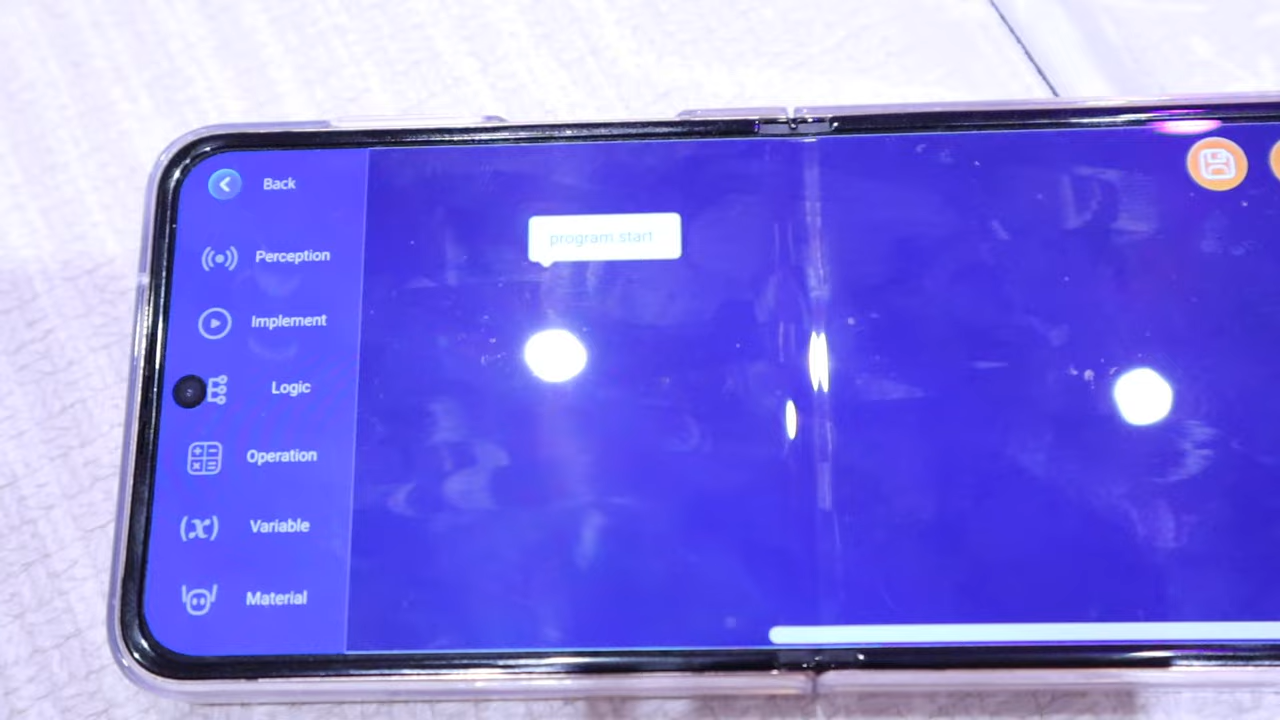 Back
program start
Perception
Implement
Logic
Operation
(x) Variable
Material